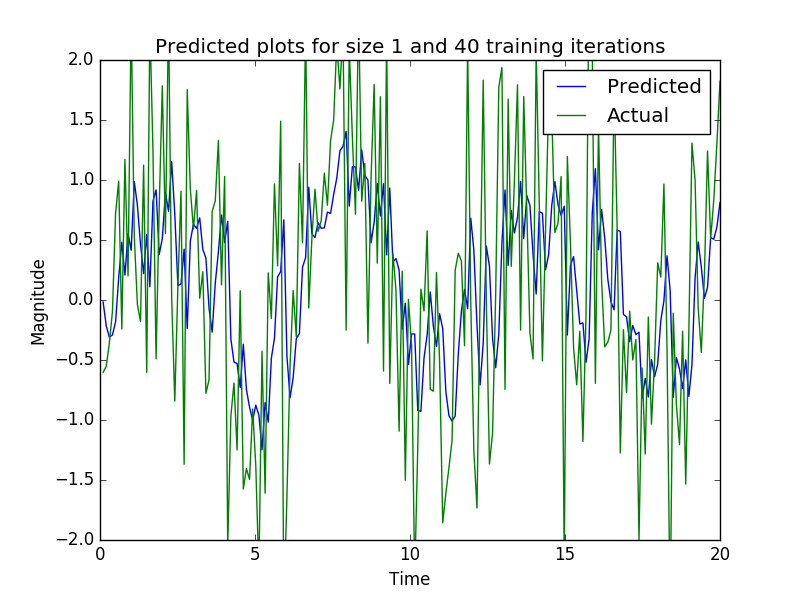 Predicted plots for size 1 and 40 training iterations
Predicted
Actual
2.0
1.5
1.0
0.5
0.0
−0.5
−1.0
−1.5
−2.0
Magnitude
0 5 10 15 20
Time